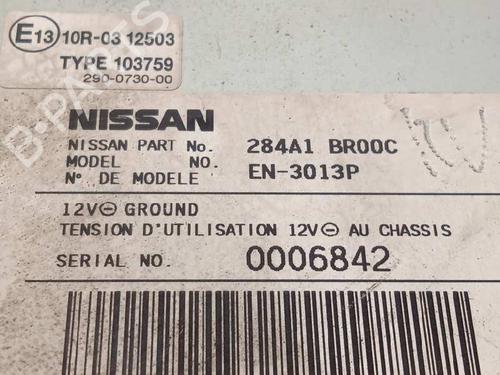 E13 10R-03 12503
TYPE 103759
290-0730-00
NISSAN
NISSAN PART No. 284A1 BR00C
MODEL NO. EN-3013P
N° DE MODELE
12V⊖ GROUND
TENSION D'UTILISATION 12V⊖ AU CHASSIS
SERIAL NO. 0006842
B-PARTS